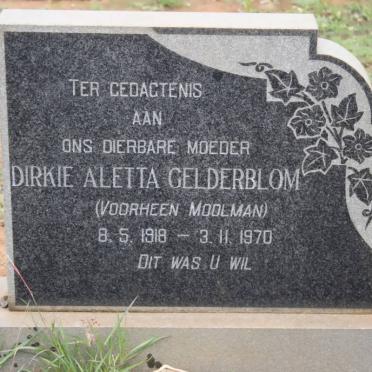 TER GEDAGTENIS
AAN
ONS DIERBARE MOEDER
DIRKIE ALETTA GELDERBLOM
(VOORHEEN MOOLMAN)
8. 5. 1918 — 3. 11. 1970
DIT WAS U WIL